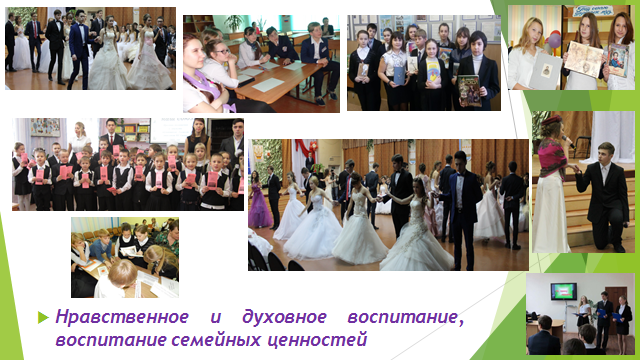 Нравственное и духовное воспитание,
воспитание семейных ценностей